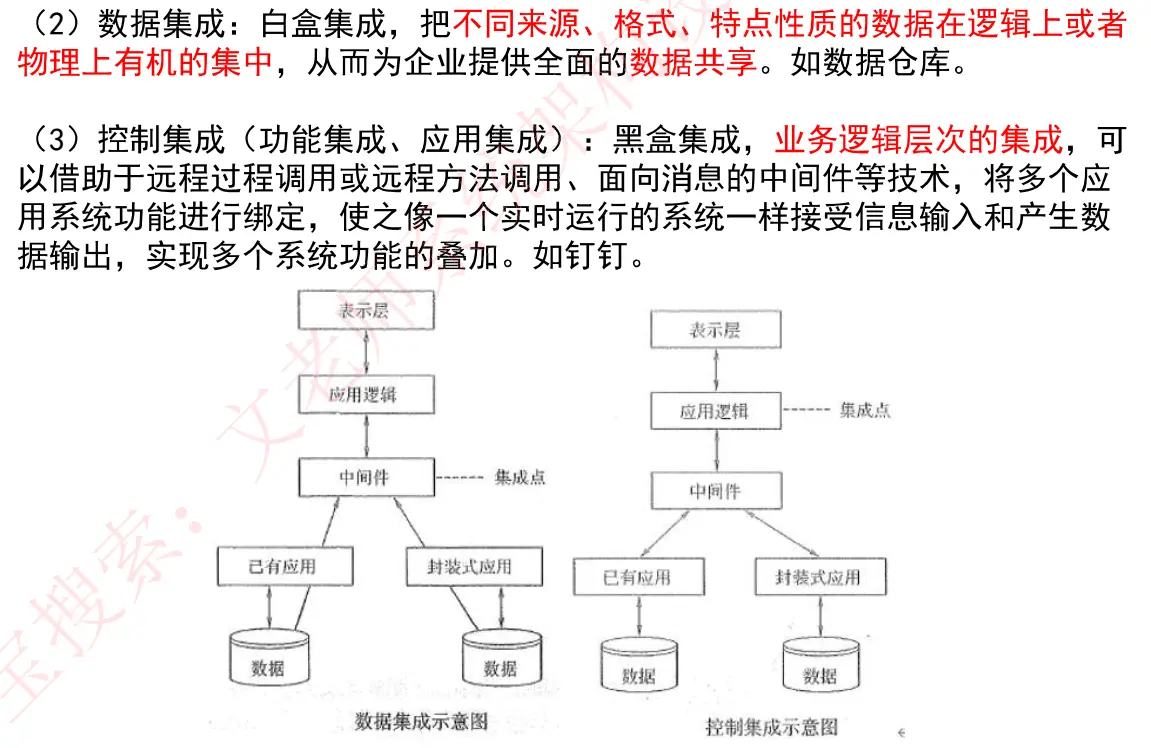 （2）数据集成：白盒集成，把不同来源、格式、特点性质的数据在逻辑上或者
物理上有机的集中，从而为企业提供全面的数据共享。如数据仓库。
（3）控制集成（功能集成、应用集成）：黑盒集成，业务逻辑层次的集成，可
以借助于远程过程调用或远程方法调用、面向消息的中间件等技术，将多个应
用系统功能进行绑定，使之像一个实时运行的系统一样接受信息输入和产生数
据输出，实现多个系统功能的叠加。如钉钉。
表示层
应用逻辑
中间件
集成点
已有应用
封装式应用
数据
数据
数据集成示意图
表示层
应用逻辑
集成点
中间件
已有应用
封装式应用
数据
数据
控制集成示意图
宝搜索：文老师系统架构